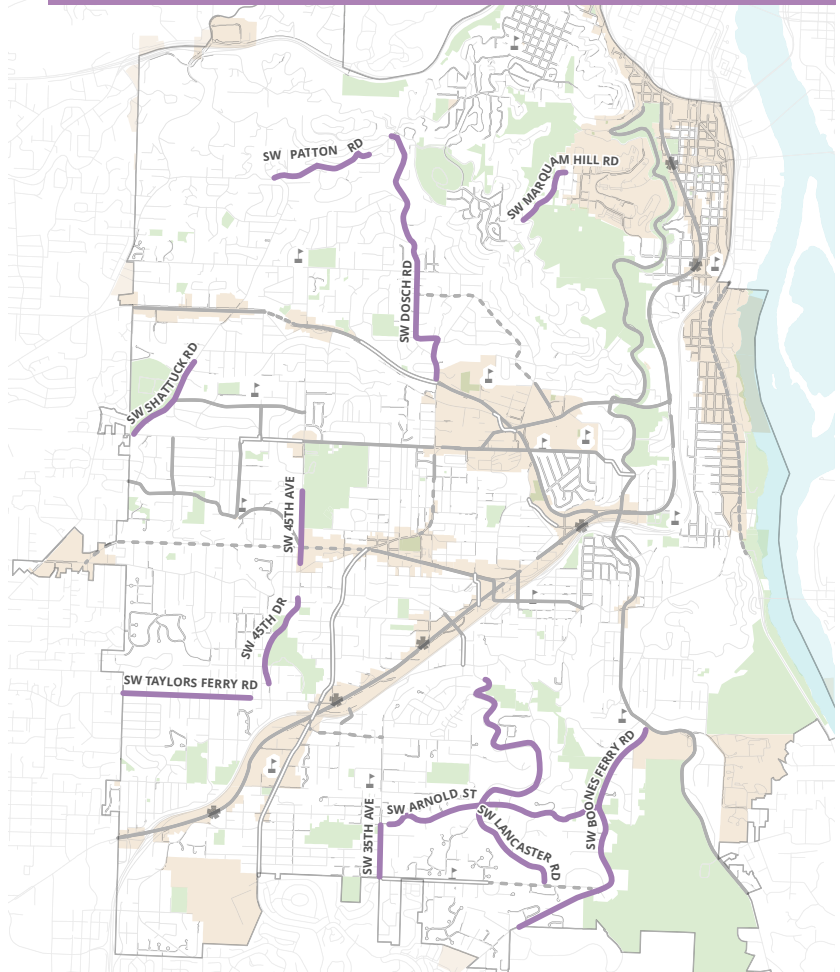 SW PATTON RD
SW MARQUAM HILL RD
SW DOSCH RD
SW SHATTUCK RD
SW 45TH AVE
SW 45TH DR
SW TAYLORS FERRY RD
SW BOONES FERRY RD
SW ARNOLD ST
SW 35TH AVE
SW LANCASTER RD